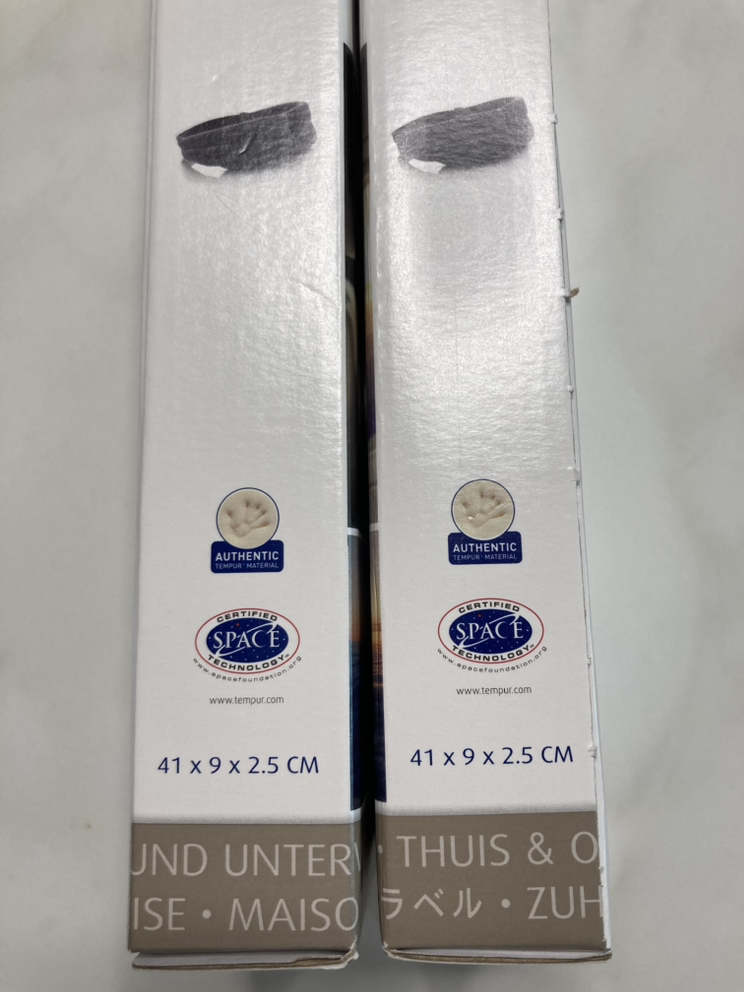 AUTHENTIC
TEMPUR® MATERIAL
CERTIFIED
SPACE
TECHNOLOGY™
www.spacefoundation.org
www.tempur.com
41 x 9 x 2.5 CM
UND UNTERW
ISE • MAISO
AUTHENTIC
TEMPUR® MATERIAL
CERTIFIED
SPACE
TECHNOLOGY™
www.spacefoundation.org
www.tempur.com
41 x 9 x 2.5 CM
• THUIS & O
ラベル • ZUH